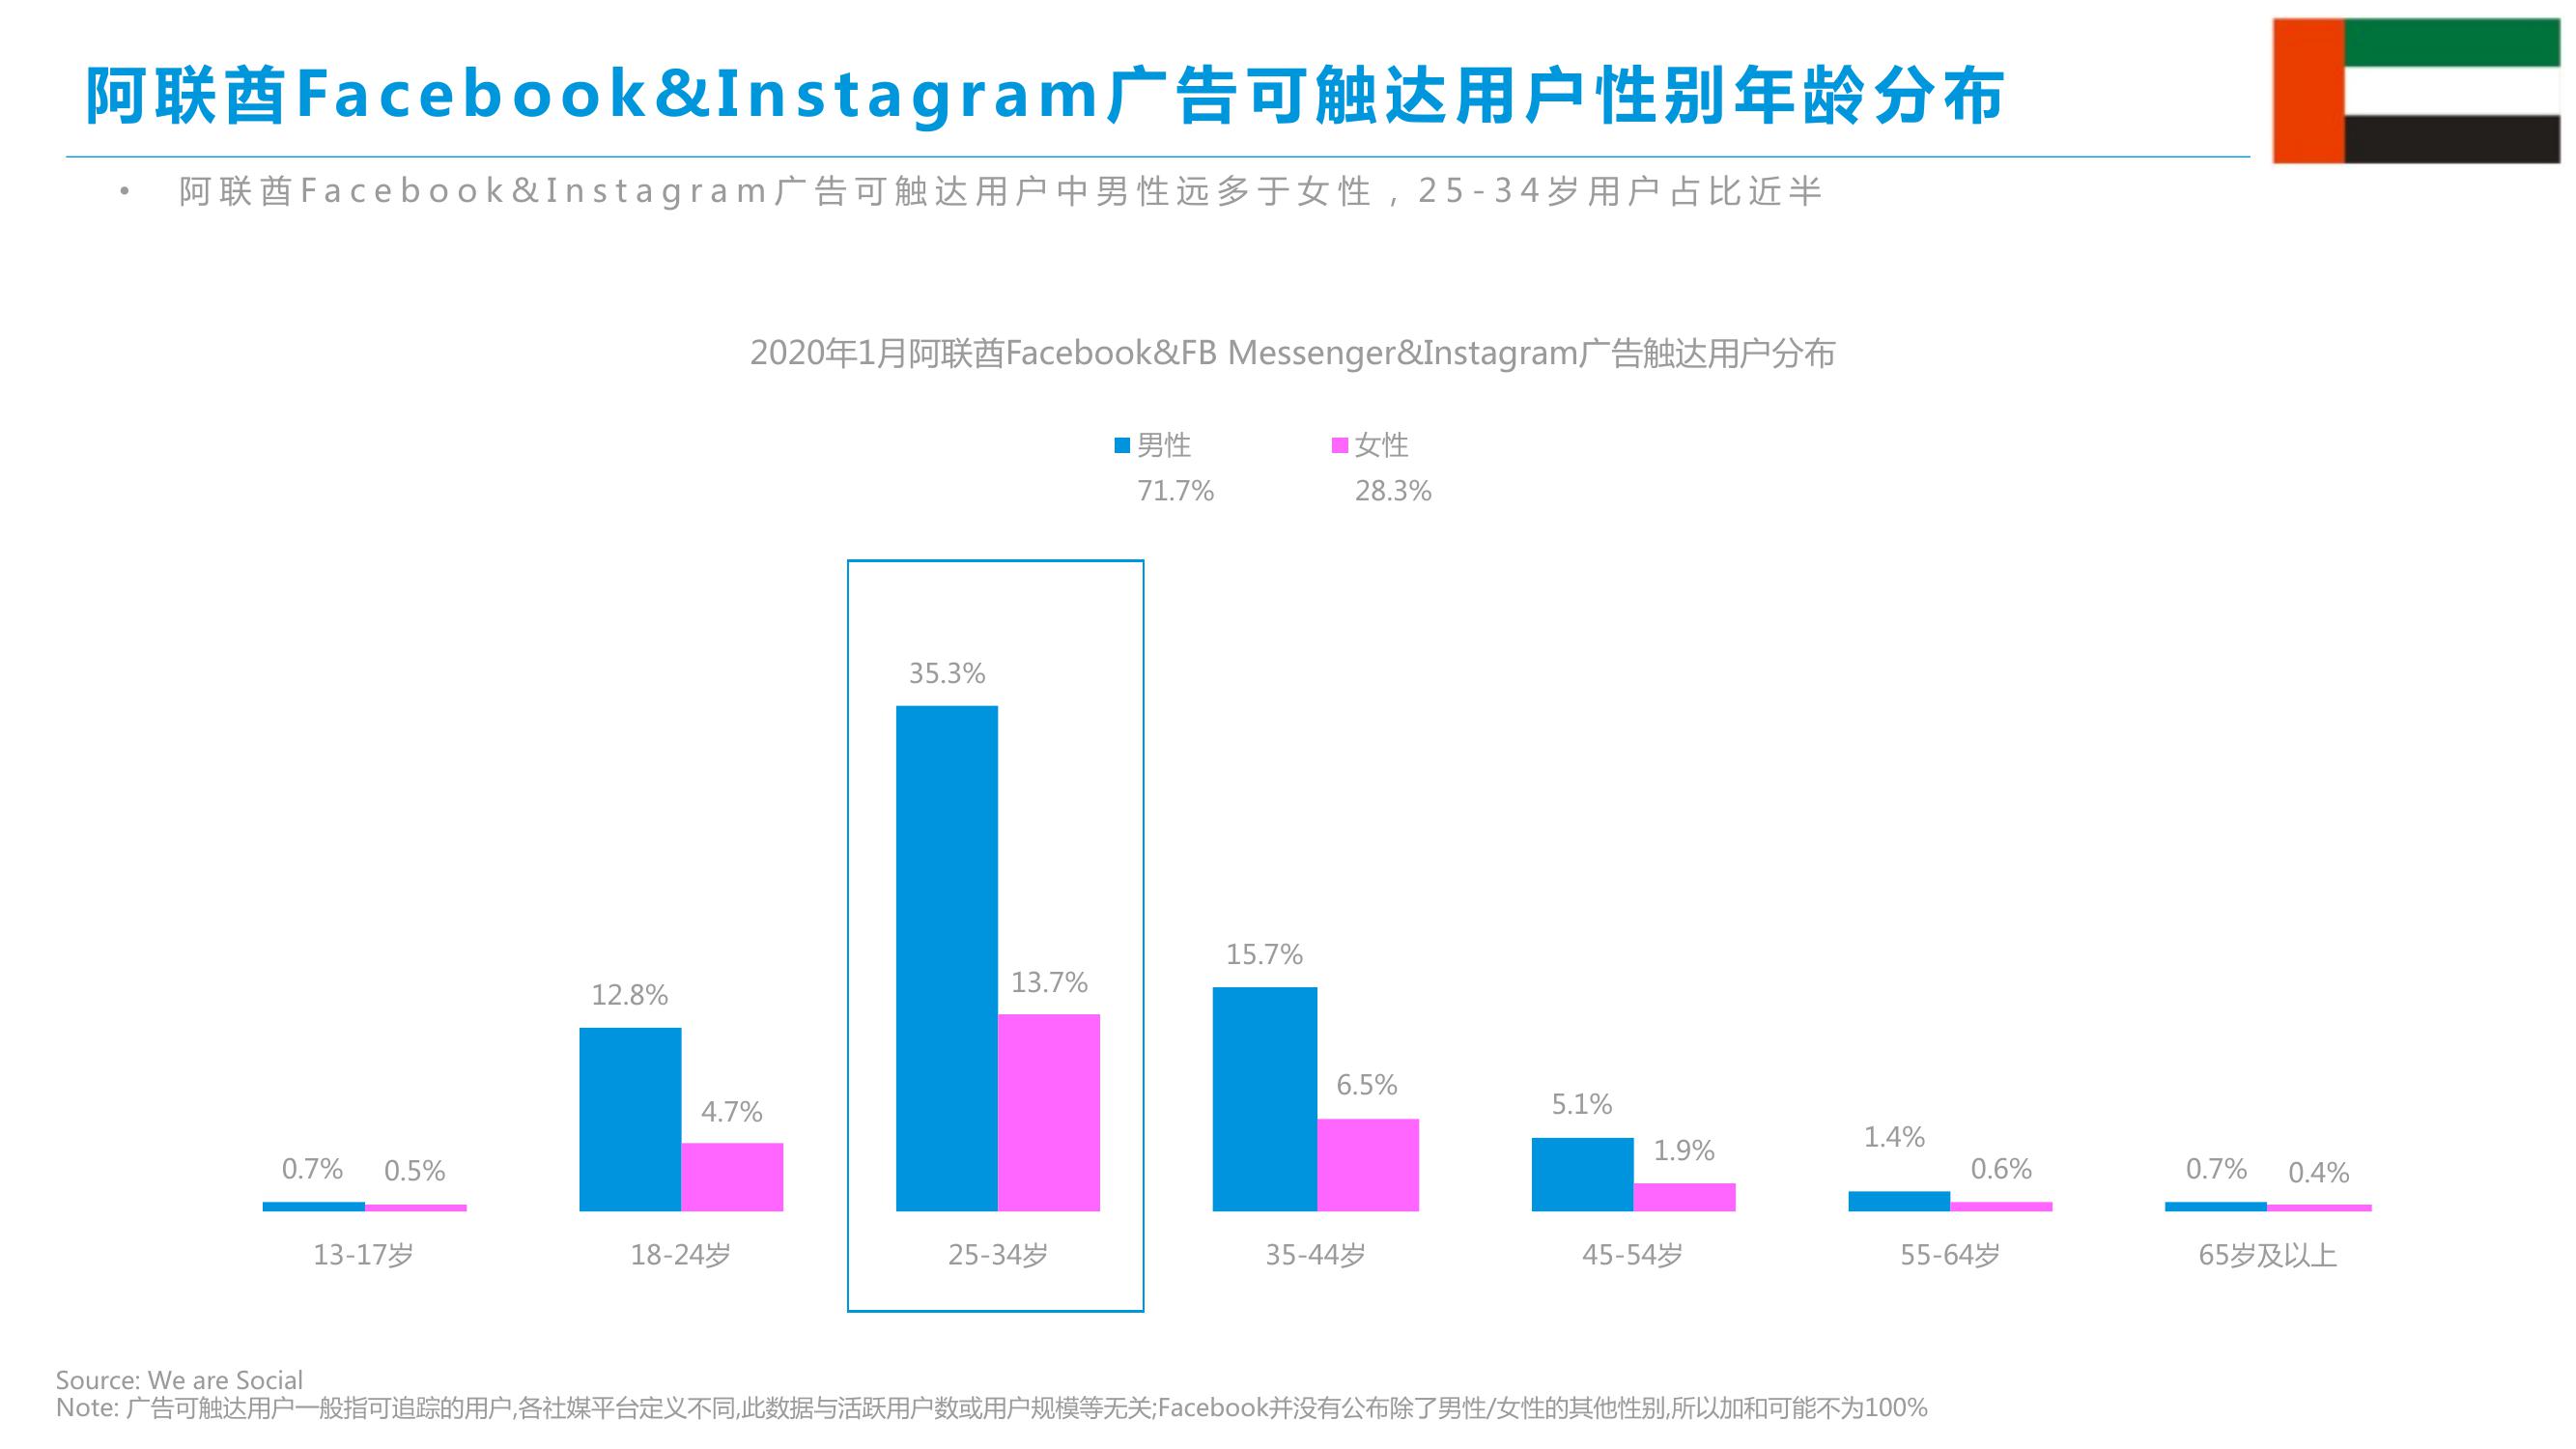 阿联酋Facebook&Instagram广告可触达用户性别年龄分布
• 阿联酋Facebook&Instagram广告可触达用户中男性远多于女性，25-34岁用户占比近半
2020年1月阿联酋Facebook&FB Messenger&Instagram广告触达用户分布
男性 女性
71.7% 28.3%
35.3%
15.7%
13.7%
12.8%
6.5%
5.1%
4.7%
1.4%
1.9%
0.7% 0.5% 0.6% 0.7% 0.4%
13-17岁 18-24岁 25-34岁 35-44岁 45-54岁 55-64岁 65岁及以上
Source: We are Social
Note: 广告可触达用户一般指可追踪的用户,各社媒平台定义不同,此数据与活跃用户数或用户规模等无关;Facebook并没有公布除了男性/女性的其他性别,所以加和可能不为100%